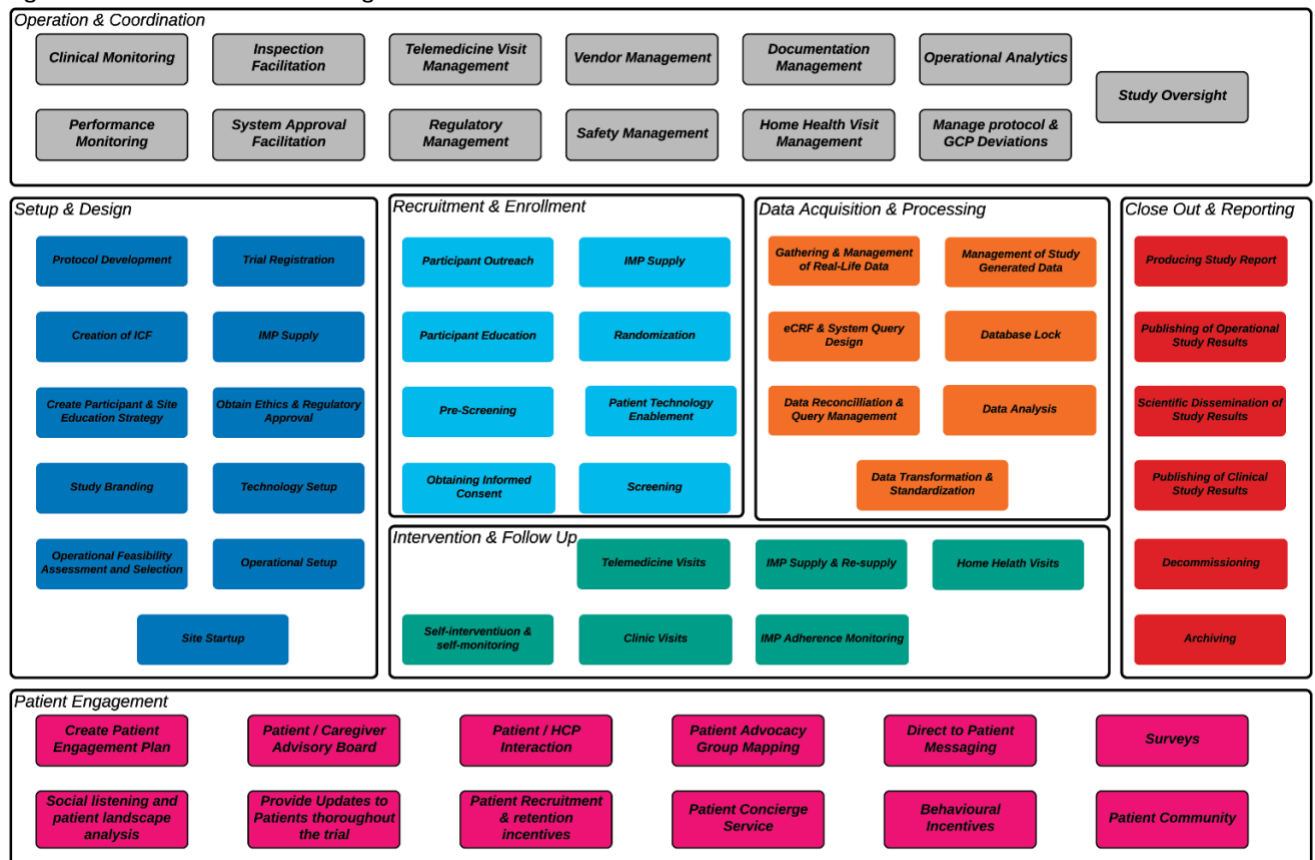 Operation & Coordination
Clinical Monitoring
Inspection
Facilitation
Telemedicine Visit
Management
Vendor Management
Documentation
Management
Operational Analytics
Study Oversight
Performance
Monitoring
System Approval
Facilitation
Regulatory
Management
Safety Management
Home Health Visit
Management
Manage protocol &
GCP Deviations
Setup & Design
Protocol Development
Trial Registration
Creation of ICF
IMP Supply
Create Participant & Site
Education Strategy
Obtain Ethics & Regulatory
Approval
Study Branding
Technology Setup
Operational Feasibility
Assessment and Selection
Operational Setup
Site Startup
Recruitment & Enrollment
Participant Outreach
IMP Supply
Participant Education
Randomization
Pre-Screening
Patient Technology
Enablement
Obtaining Informed
Consent
Screening
Data Acquisition & Processing
Gathering & Management
of Real-Life Data
Management of Study
Generated Data
eCRF & System Query
Design
Database Lock
Data Reconcilliation &
Query Management
Data Analysis
Data Transformation &
Standardization
Intervention & Follow Up
Telemedicine Visits
IMP Supply & Re-supply
Home Helath Visits
Self-interventiuon &
self-monitoring
Clinic Visits
IMP Adherence Monitoring
Close Out & Reporting
Producing Study Report
Publishing of Operational
Study Results
Scientific Dissemination of
Study Results
Publishing of Clinical
Study Results
Decommissioning
Archiving
Patient Engagement
Create Patient
Engagement Plan
Patient / Caregiver
Advisory Board
Patient / HCP
Interaction
Patient Advocacy
Group Mapping
Direct to Patient
Messaging
Surveys
Social listening and
patient landscape
analysis
Provide Updates to
Patients thoroughout
the trial
Patient Recruitment
& retention
incentives
Patient Concierge
Service
Behavioural
Incentives
Patient Community